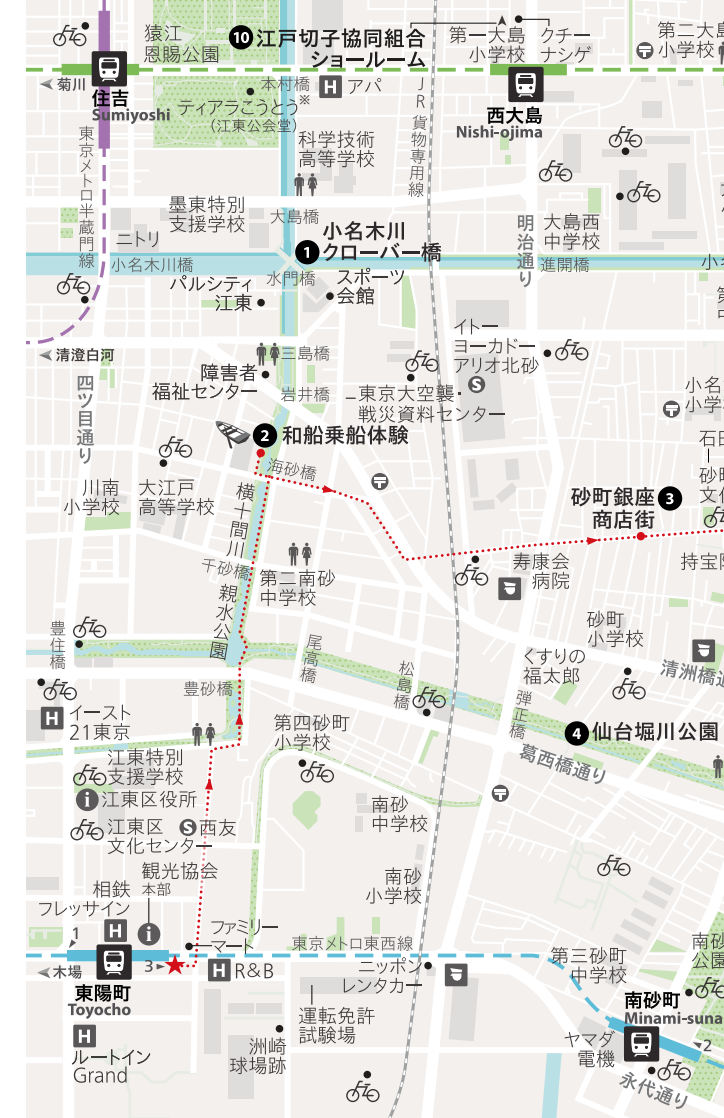 猿江
恩賜公園
10 江戸切子協同組合
ショールーム
第一大島
小学校
クチー
ナシゲ
第二大
小学校
菊川
住吉
Sumiyoshi
本村橋
ティアラこうとう※
(江東公会堂)
H アパ
JR貨物専用線
西大島
Nishi-ojima
科学技術
高等学校
東京メトロ半蔵門線
墨東特別
支援学校
大島橋
ニトリ
小名木川橋
1 小名木川
クローバー橋
明治通り
大島西
中学校
進開橋
水門橋
パルシティ
江東
スポーツ
会館
清澄白河
四ツ目通り
三島橋
障害者
福祉センター
岩井橋
イトー
ヨーカドー
アリオ北砂
S
東京大空襲・
戦災資料センター
小名
小学
2 和船乗船体験
海砂橋
石田
砂町
文化
川南
小学校
大江戸
高等学校
横十間川
親水公園
砂町銀座 3
商店街
千砂橋
第二南砂
中学校
寿康会
病院
持宝院
豊住橋
尾高橋
砂町
小学校
くすりの
福太郎
清洲橋通
豊砂橋
松島橋
弾正橋
H イースト
21東京
第四砂町
小学校
4 仙台堀川公園
葛西橋通り
江東特別
支援学校
i 江東区役所
江東区
文化センター
S 西友
南砂
中学校
観光協会
本部
南砂
小学校
相鉄
フレッサイン
H
i
ファミリー
マート
東京メトロ東西線
1
木場
3
東陽町
Toyocho
H R&B
ニッポン
レンタカー
第三砂町
中学校
南砂
公園
南砂町
Minami-suna
2
H
ルートイン
Grand
洲崎
球場跡
運転免許
試験場
ヤマダ
電機
永代通り